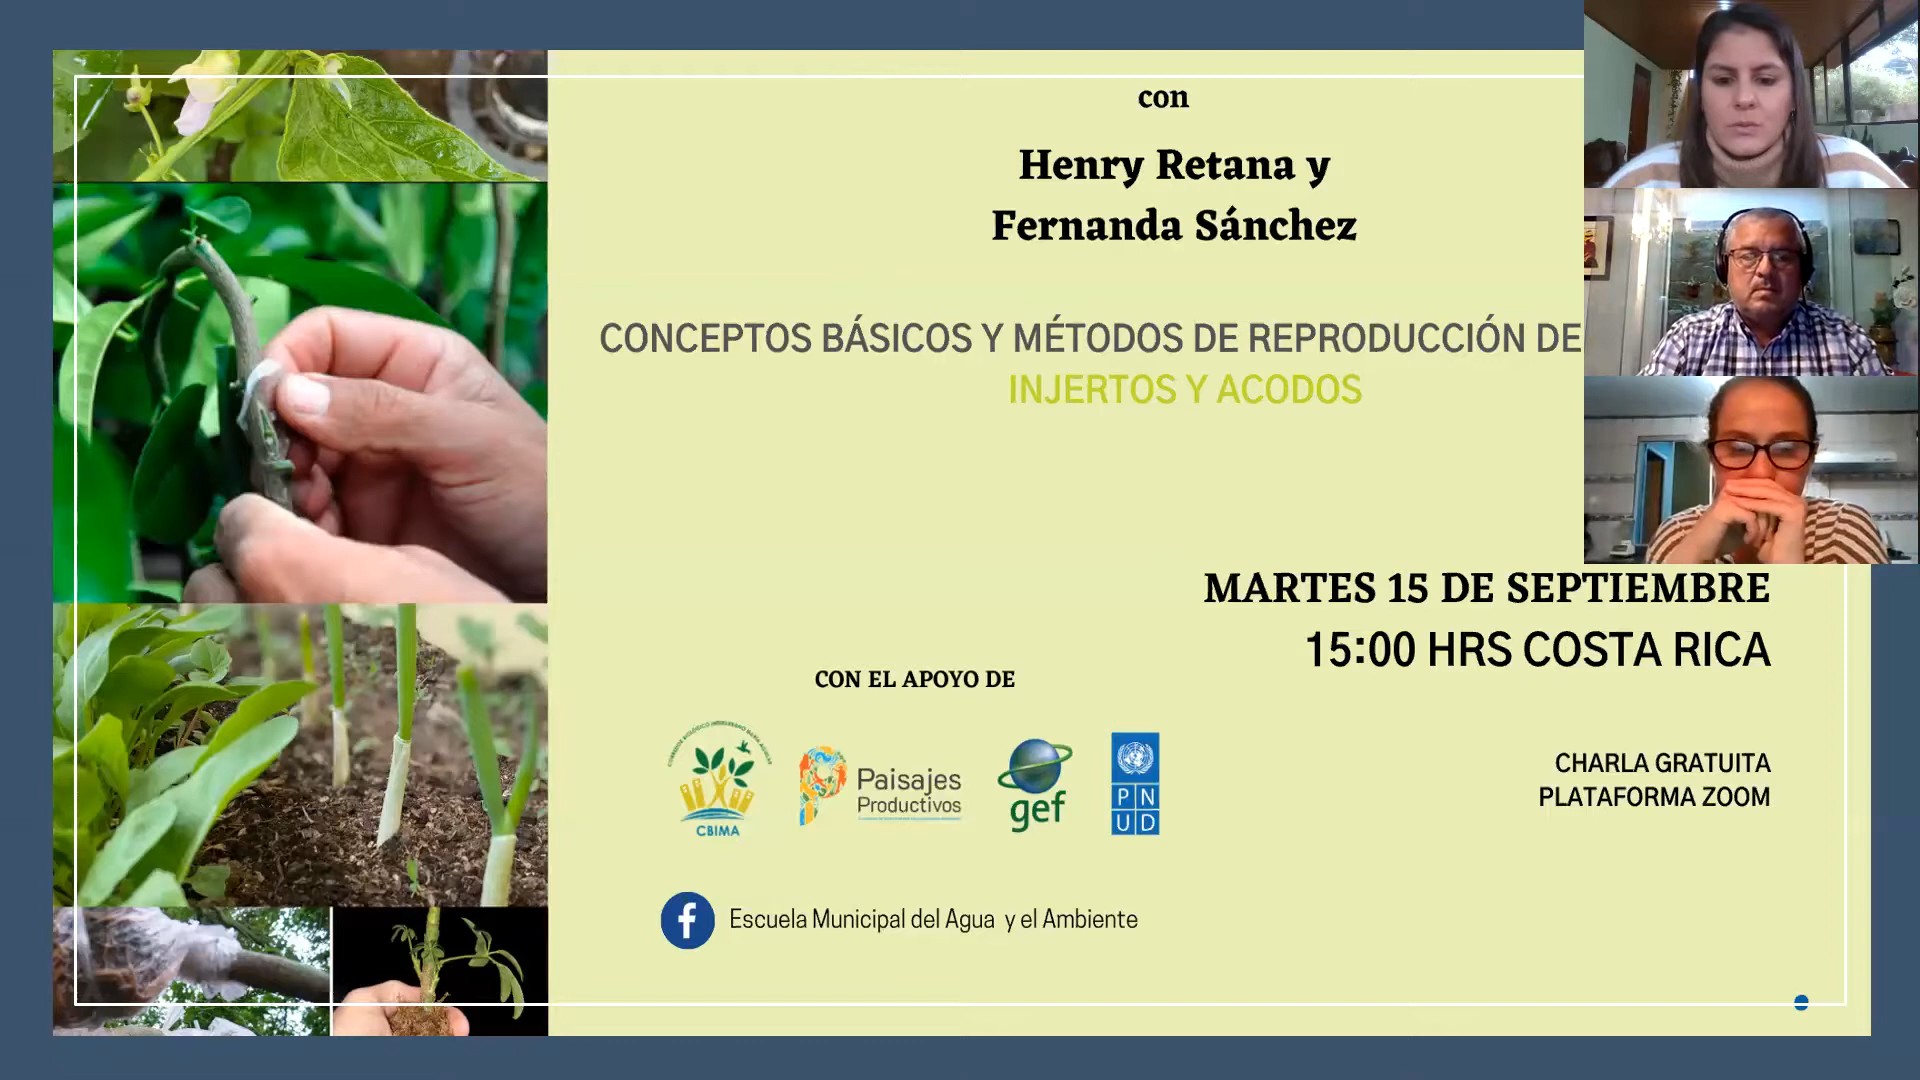 con
Henry Retana y
Fernanda Sánchez
CONCEPTOS BÁSICOS Y MÉTODOS DE REPRODUCCIÓN DE
INJERTOS Y ACODOS
MARTES 15 DE SEPTIEMBRE
15:00 HRS COSTA RICA
CON EL APOYO DE
CBIMA
Paisajes
Productivos
gef
PN
UD
CHARLA GRATUITA
PLATAFORMA ZOOM
f
Escuela Municipal del Agua y el Ambiente